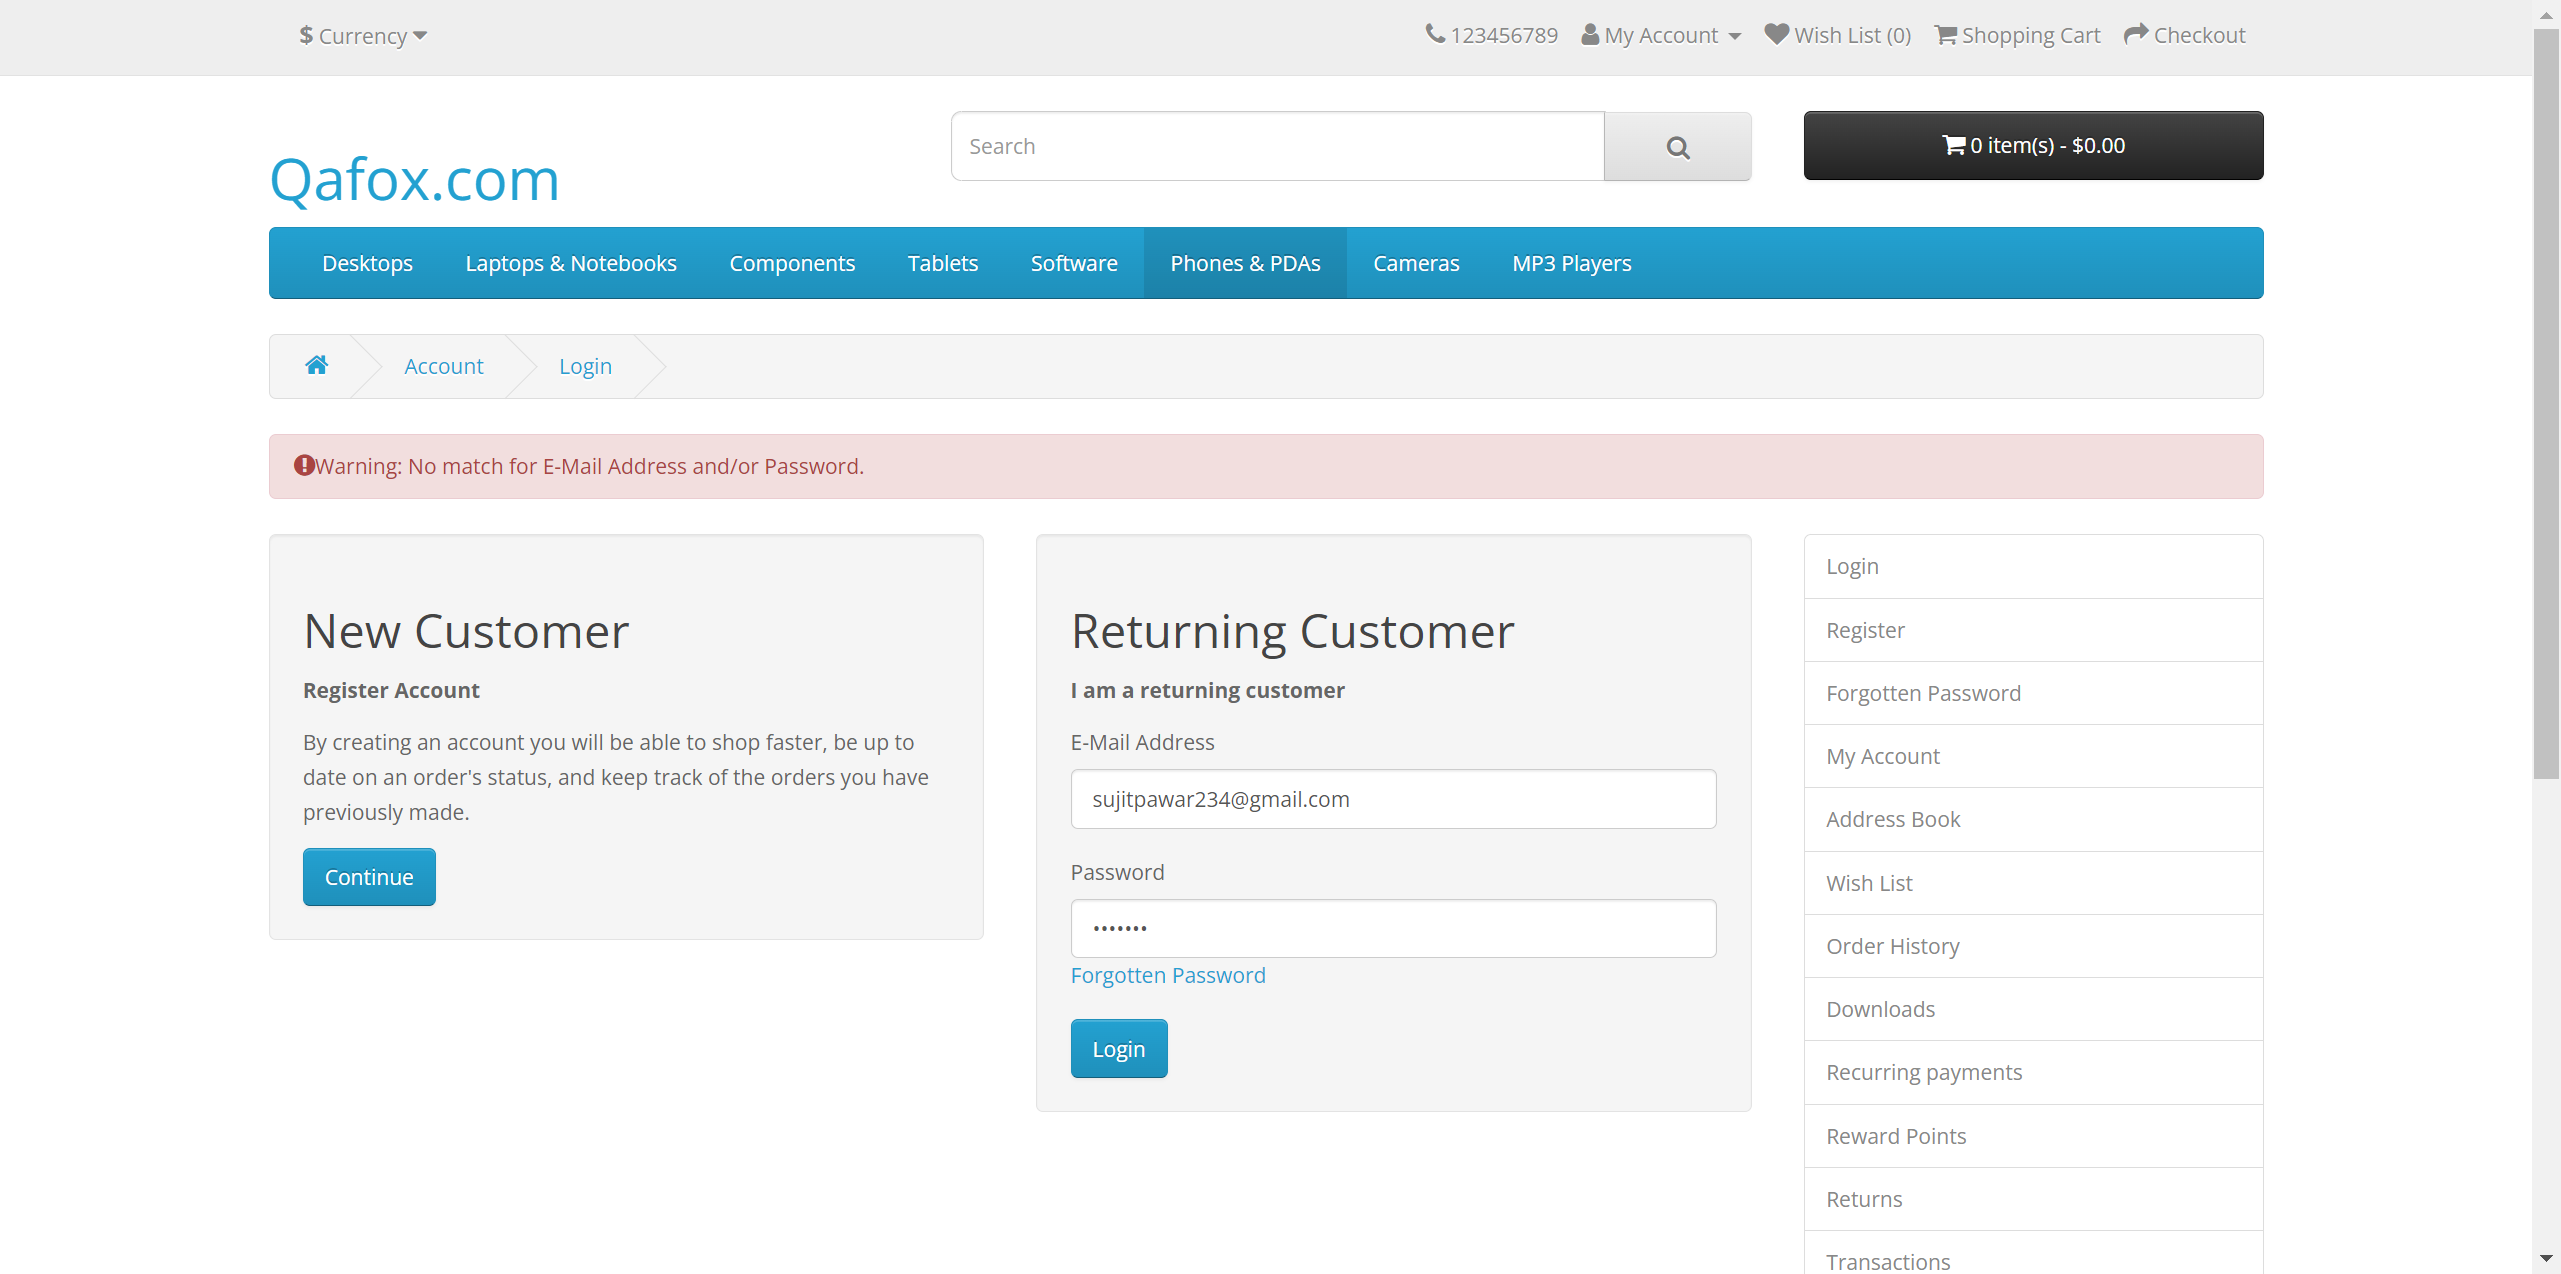 $ Currency
123456789 My Account Wish List (0) Shopping Cart Checkout
Qafox.com
Search
0 item(s) - $0.00
Desktops Laptops & Notebooks Components Tablets Software Phones & PDAs Cameras MP3 Players
Account Login
Warning: No match for E-Mail Address and/or Password.
New Customer
Register Account
By creating an account you will be able to shop faster, be up to
date on an order's status, and keep track of the orders you have
previously made.
Continue
Returning Customer
I am a returning customer
E-Mail Address
sujitpawar234@gmail.com
Password
•••••••
Forgotten Password
Login
Login
Register
Forgotten Password
My Account
Address Book
Wish List
Order History
Downloads
Recurring payments
Reward Points
Returns
Transactions